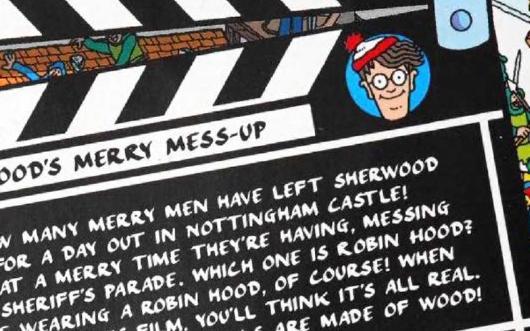 OOD'S MERRY MESS-UP
W MANY MERRY MEN HAVE LEFT SHERWOOD
FOR A DAY OUT IN NOTTINGHAM CASTLE!
AT A MERRY TIME THEY'RE HAVING, MESSING
SHERIFF'S PARADE. WHICH ONE IS ROBIN HOOD?
WEARING A ROBIN HOOD, OF COURSE! WHEN
FILM, YOU'LL THINK IT'S ALL REAL.
ARE MADE OF WOOD!